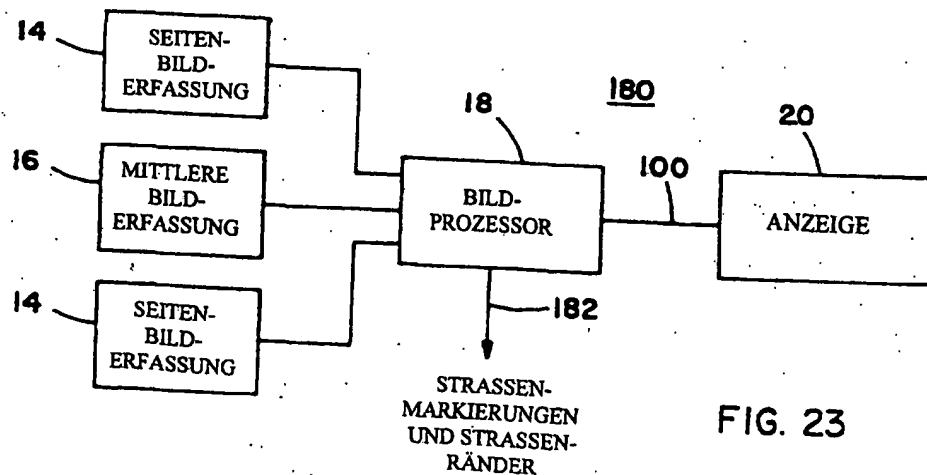 14
SEITEN-
BILD-
ERFASSUNG
16
MITTLERE
BILD-
ERFASSUNG
14
SEITEN-
BILD-
ERFASSUNG
18
BILD-
PROZESSOR
180
100
20
ANZEIGE
182
STRASSEN-
MARKIERUNGEN
UND STRASSEN-
RÄNDER
FIG. 23